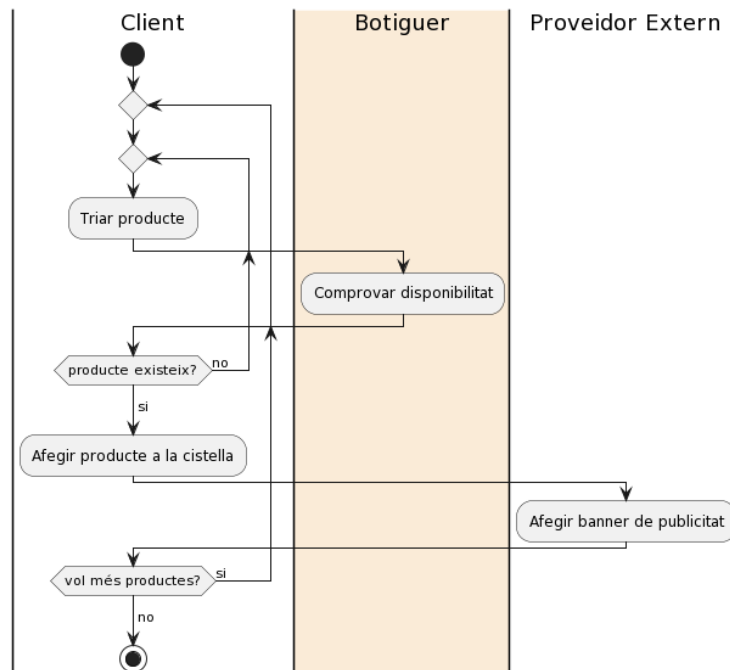 Client
Botiguer
Proveidor Extern
Triar producte
Comprovar disponibilitat
producte existeix?
no
si
Afegir producte a la cistella
Afegir banner de publicitat
vol més productes?
si
no